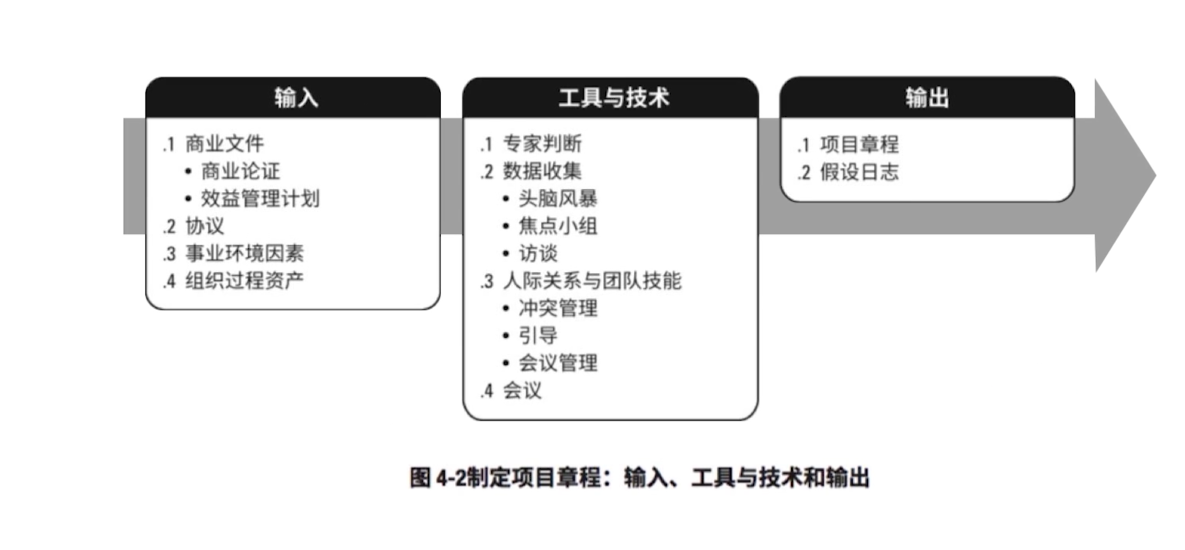 输入
.1 商业文件
• 商业论证
• 效益管理计划
.2 协议
.3 事业环境因素
.4 组织过程资产
工具与技术
.1 专家判断
.2 数据收集
• 头脑风暴
• 焦点小组
• 访谈
.3 人际关系与团队技能
• 冲突管理
• 引导
• 会议管理
.4 会议
输出
.1 项目章程
.2 假设日志
图 4-2制定项目章程：输入、工具与技术和输出